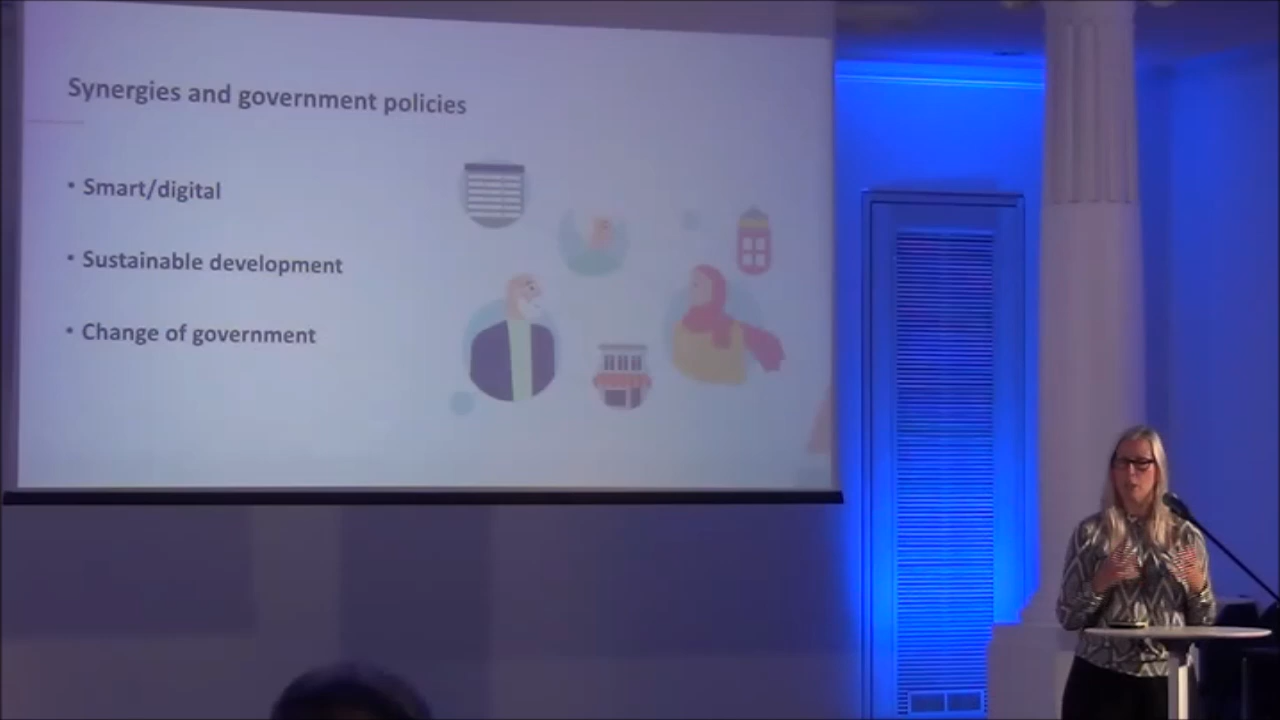 Synergies and government policies
• Smart/digital
• Sustainable development
• Change of government